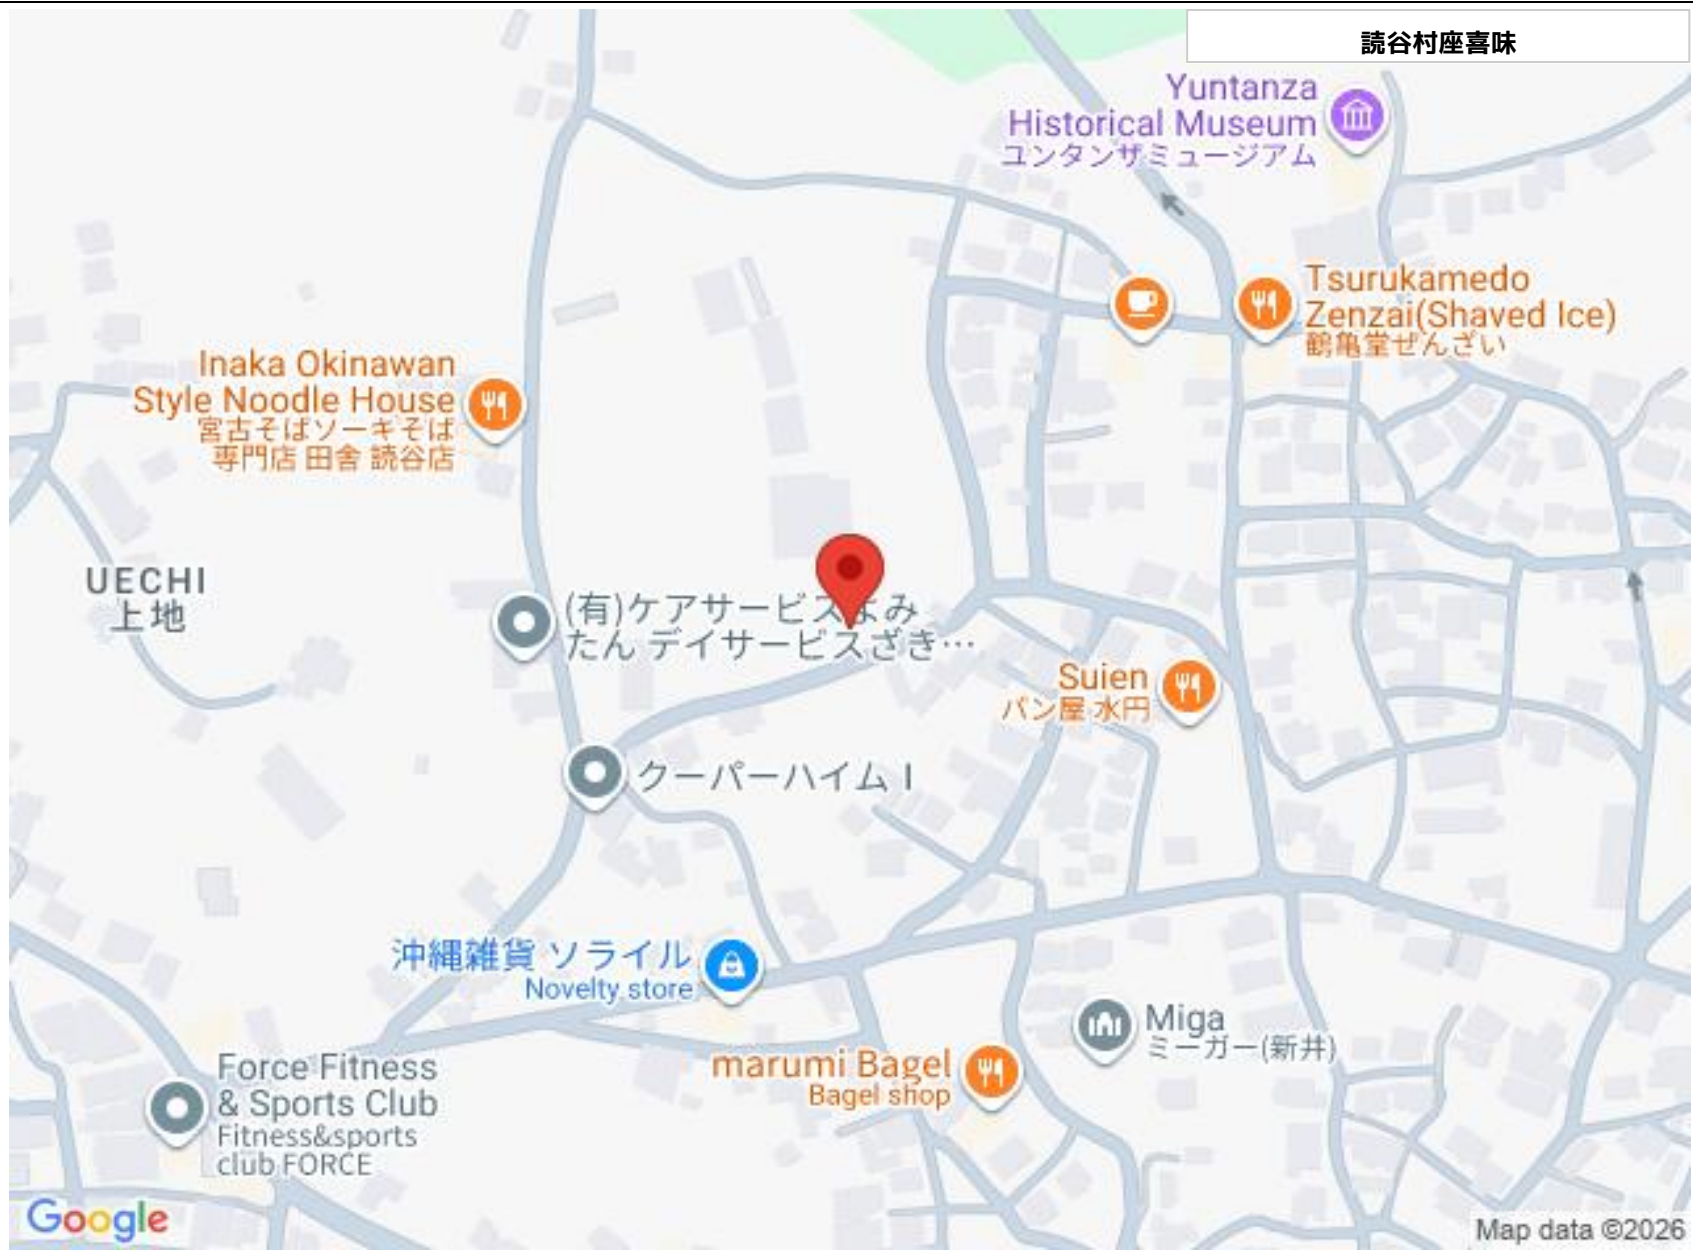 読谷村座喜味
Yuntanza
Historical Museum
ユンタンザミュージアム
Tsurukamedo
Zenzai(Shaved Ice)
鶴亀堂ぜんざい
Inaka Okinawan
Style Noodle House
宮古そばソーキそば
専門店 田舎 読谷店
UECHI
上地
(有)ケアサービスよみ
たん デイサービスざき…
Suien
パン屋 水円
クーパーハイム I
沖縄雑貨 ソライル
Novelty store
Miga
ミーガー(新井)
marumi Bagel
Bagel shop
Force Fitness
& Sports Club
Fitness&sports
club FORCE
Google
Map data ©2026